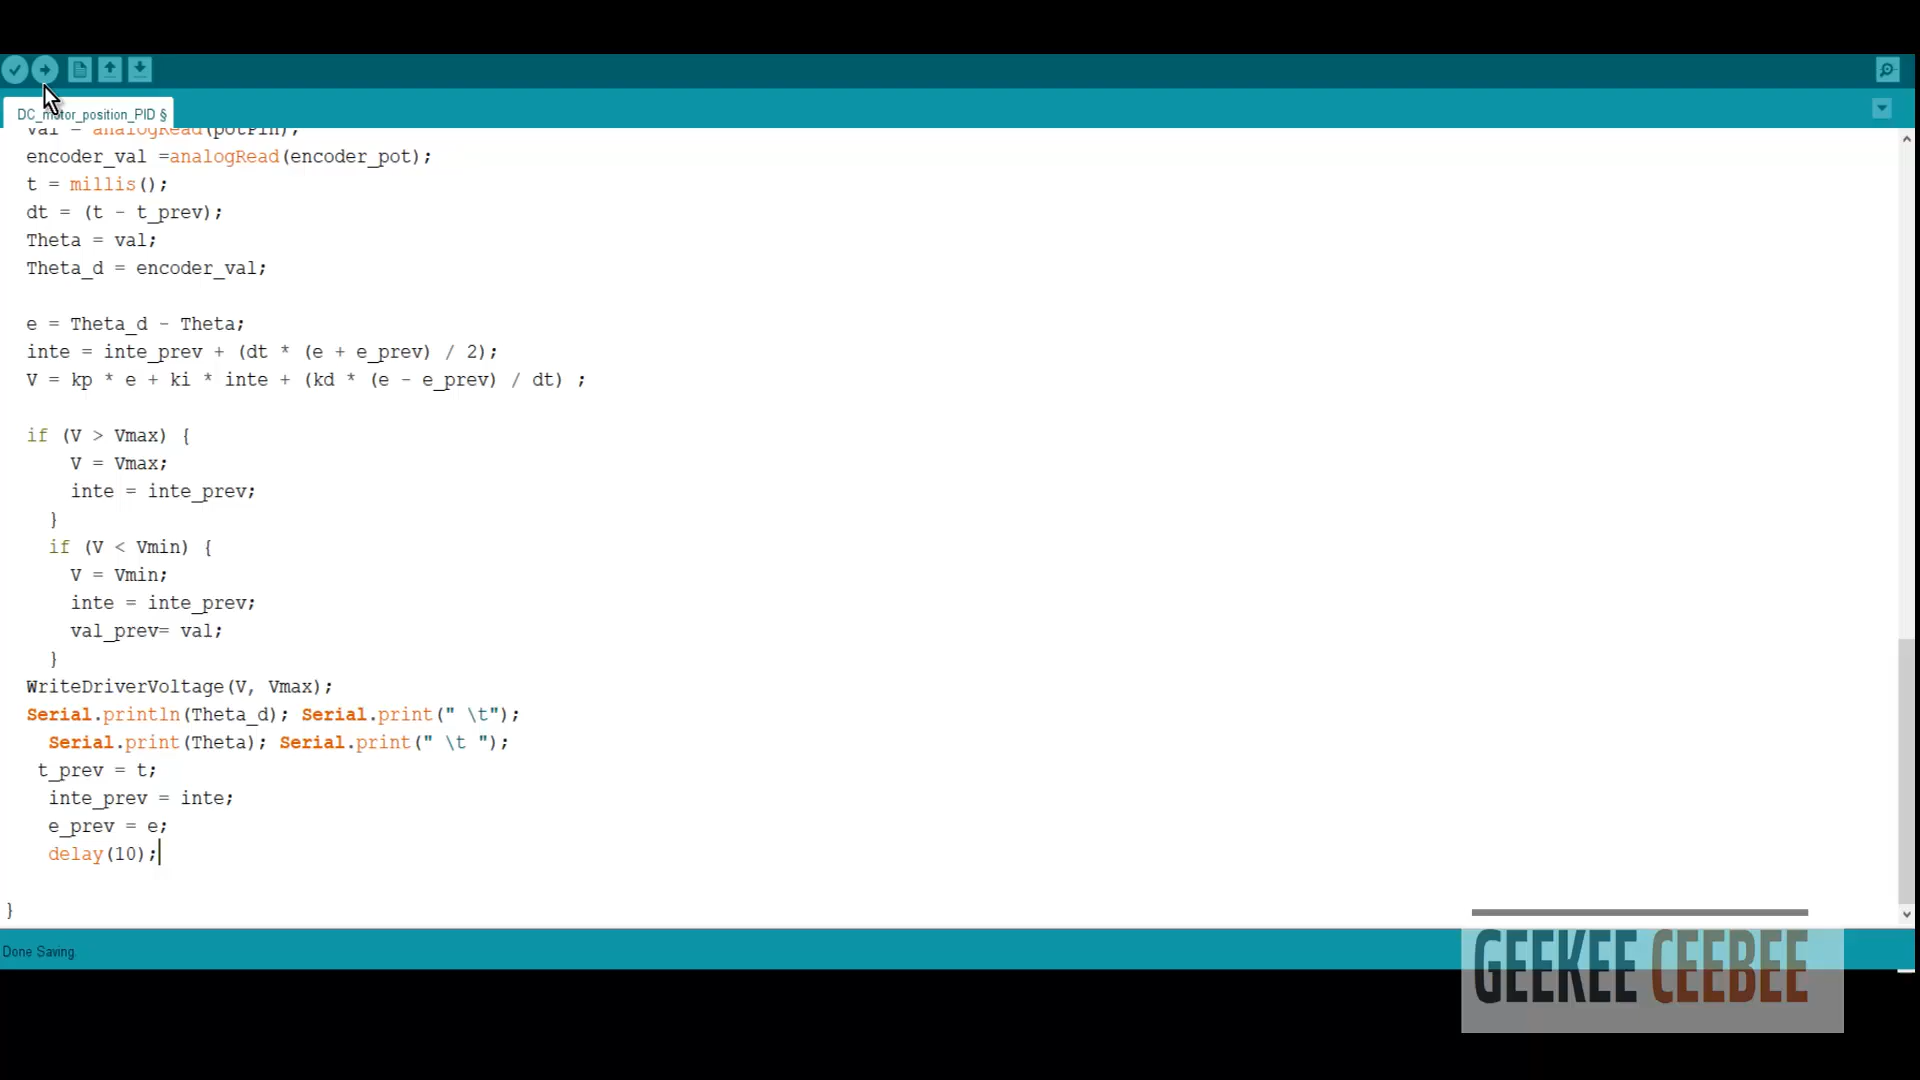 DC_motor_position_PID §
val = analogRead(potPin);
encoder_val =analogRead(encoder_pot);
t = millis();
dt = (t - t_prev);
Theta = val;
Theta_d = encoder_val;
e = Theta_d - Theta;
inte = inte_prev + (dt * (e + e_prev) / 2);
V = kp * e + ki * inte + (kd * (e - e_prev) / dt) ;
if (V > Vmax) {
V = Vmax;
inte = inte_prev;
}
if (V < Vmin) {
V = Vmin;
inte = inte_prev;
val_prev= val;
}
WriteDriverVoltage(V, Vmax);
Serial.println(Theta_d); Serial.print(" \t");
Serial.print(Theta); Serial.print(" \t ");
t_prev = t;
inte_prev = inte;
e_prev = e;
delay(10);
}
Done Saving.
GEEKEE CEEBEE